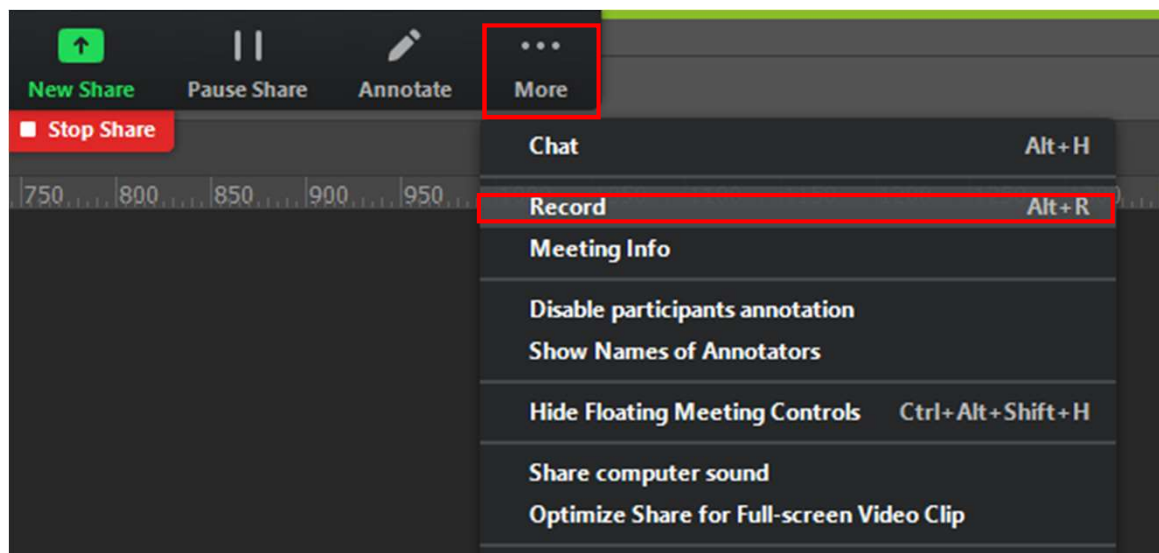 New Share Pause Share Annotate More
Stop Share
Chat Alt+H
750 800 850 900 950
Record Alt+R
Meeting Info
Disable participants annotation
Show Names of Annotators
Hide Floating Meeting Controls Ctrl+Alt+Shift+H
Share computer sound
Optimize Share for Full-screen Video Clip